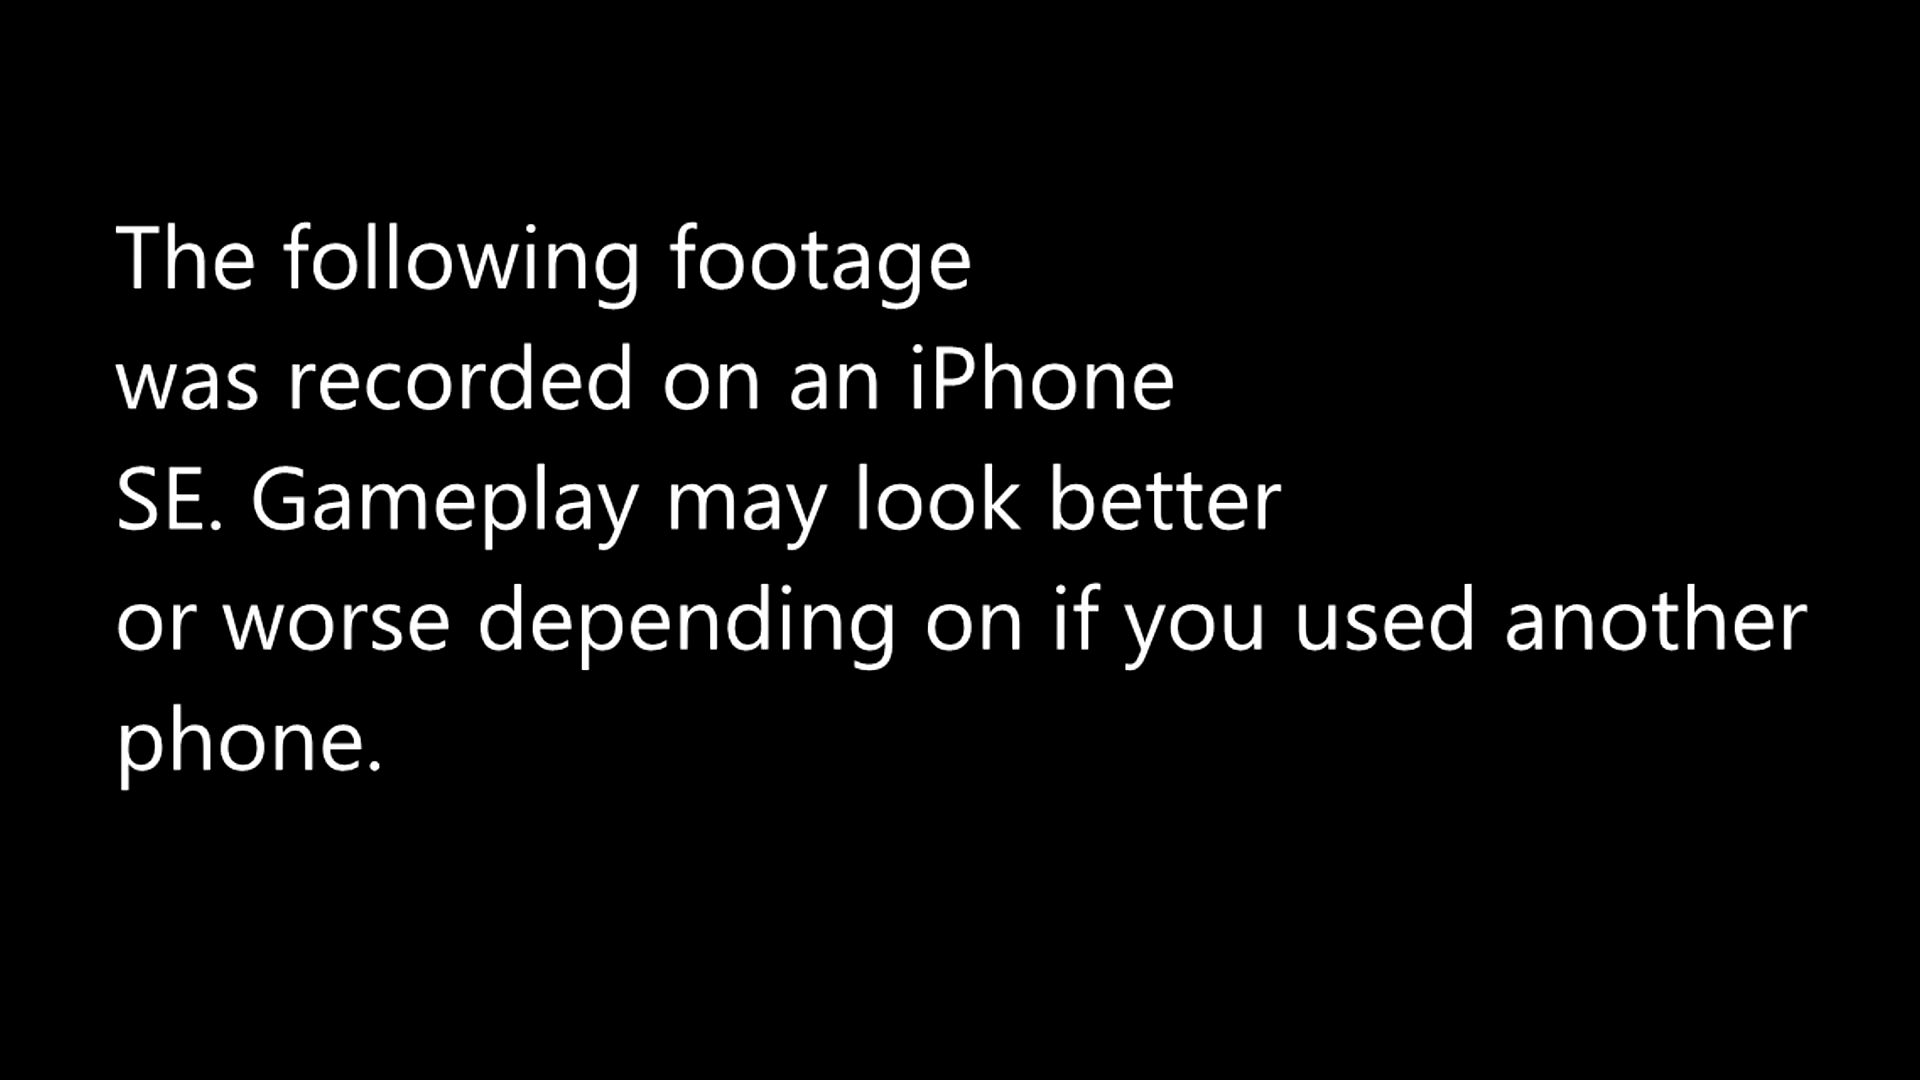 The following footage
was recorded on an iPhone
SE. Gameplay may look better
or worse depending on if you used another
phone.